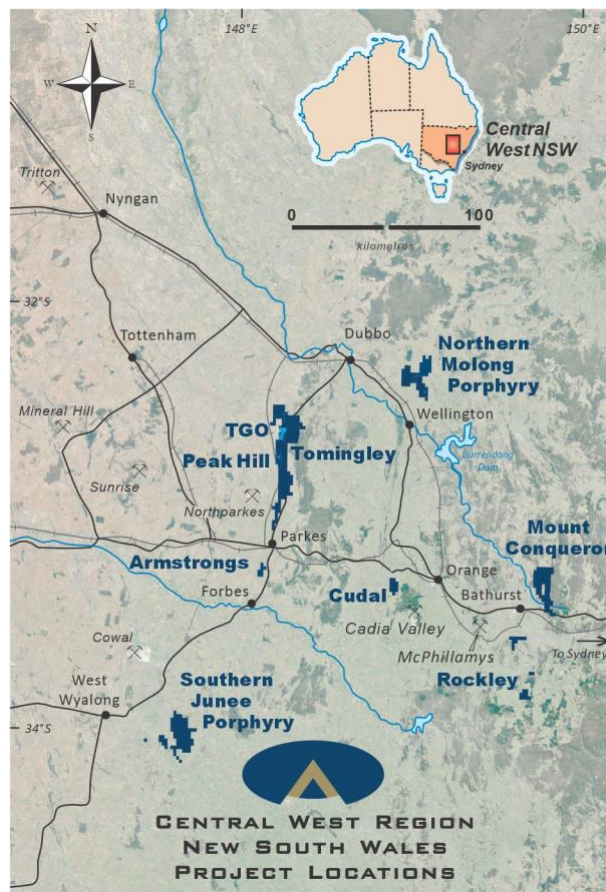 148°E
150°E
N
W
E
S
Central
West NSW
Sydney
0
100
kilometres
Tritton
Nyngan
32°S
Dubbo
Tottenham
Northern
Molong
Porphyry
Mineral Hill
Wellington
TGO
Tomingley
Peak Hill
Burrendong
Dam
Sunrise
Northparkes
Mount
Conqueror
Parkes
Armstrongs
Orange
Cudal
Bathurst
Forbes
Cadia Valley
McPhillamys
To Sydney
Cowal
West
Wyalong
Southern
Junee
Porphyry
Rockley
34°S
Central West Region
New South Wales
Project Locations